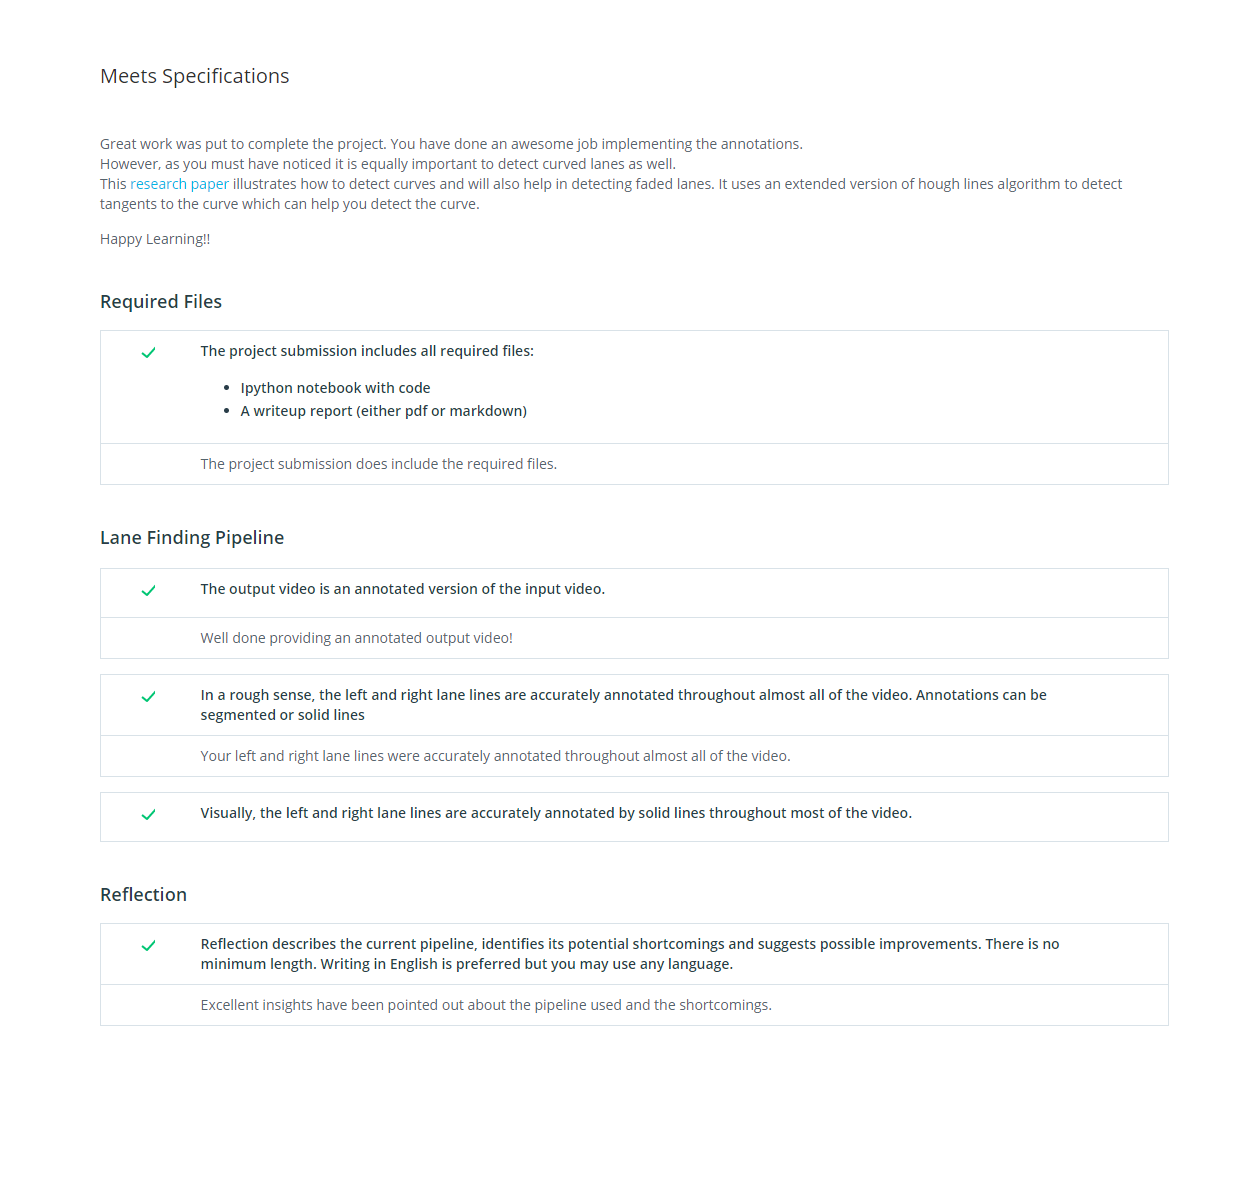 Meets Specifications
Great work was put to complete the project. You have done an awesome job implementing the annotations.
However, as you must have noticed it is equally important to detect curved lanes as well.
This research paper illustrates how to detect curves and will also help in detecting faded lanes. It uses an extended version of hough lines algorithm to detect
tangents to the curve which can help you detect the curve.
Happy Learning!!
Required Files
The project submission includes all required files:
• Ipython notebook with code
• A writeup report (either pdf or markdown)
The project submission does include the required files.
Lane Finding Pipeline
The output video is an annotated version of the input video.
Well done providing an annotated output video!
In a rough sense, the left and right lane lines are accurately annotated throughout almost all of the video. Annotations can be
segmented or solid lines
Your left and right lane lines were accurately annotated throughout almost all of the video.
Visually, the left and right lane lines are accurately annotated by solid lines throughout most of the video.
Reflection
Reflection describes the current pipeline, identifies its potential shortcomings and suggests possible improvements. There is no
minimum length. Writing in English is preferred but you may use any language.
Excellent insights have been pointed out about the pipeline used and the shortcomings.